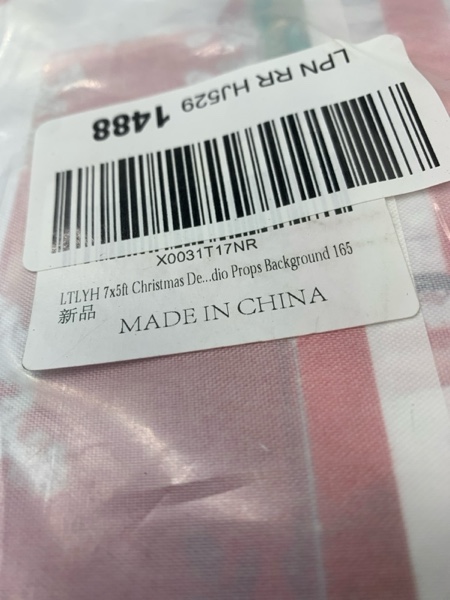 LPN RR HJ529 1488
X0031T17NR
LTLYH 7x5ft Christmas De...dio Props Background 165
新品
MADE IN CHINA